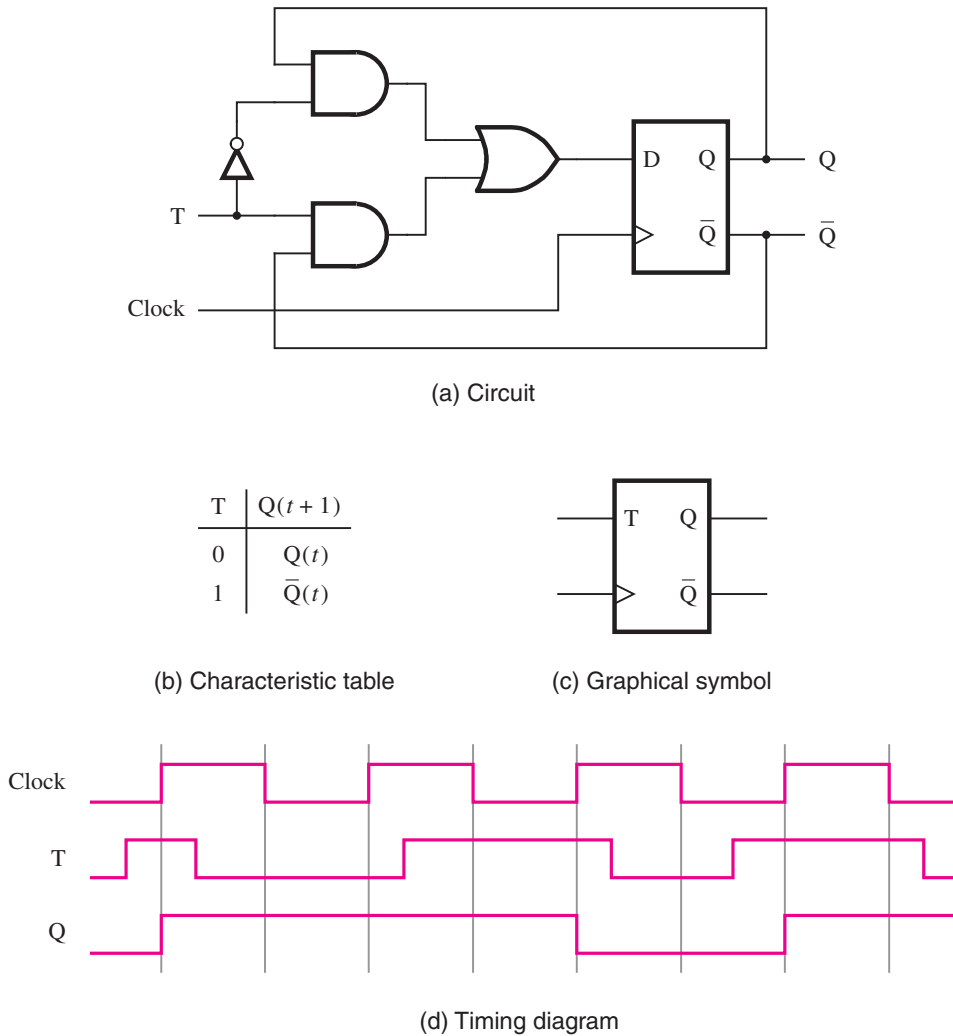 D Q Q
T Q̅ Q̅
Clock
(a) Circuit
T Q(t + 1)
0 Q(t)
1 Q̅(t)
T Q
Q̅
(b) Characteristic table
(c) Graphical symbol
Clock
T
Q
(d) Timing diagram